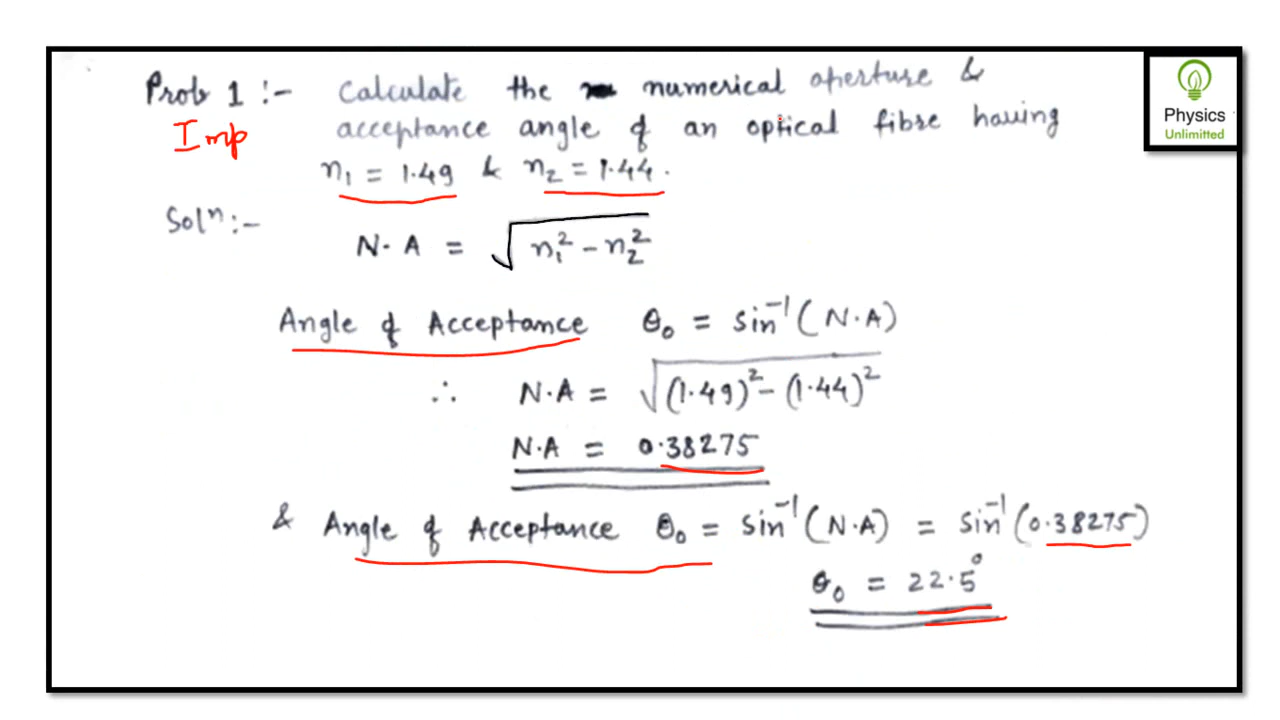 Prob 1 :- Calculate the numerical aperture &
Imp acceptance angle of an optical fibre having
n₁ = 1.49 & n₂ = 1.44.
Solⁿ :-
N.A = √(n₁² - n₂²)
Angle of Acceptance θ₀ = sin⁻¹(N.A)
∴ N.A = √((1.49)² - (1.44)²)
N.A = 0.38275
& Angle of Acceptance θ₀ = sin⁻¹(N.A) = sin⁻¹(0.38275)
θ₀ = 22.5°
Physics
Unlimitted